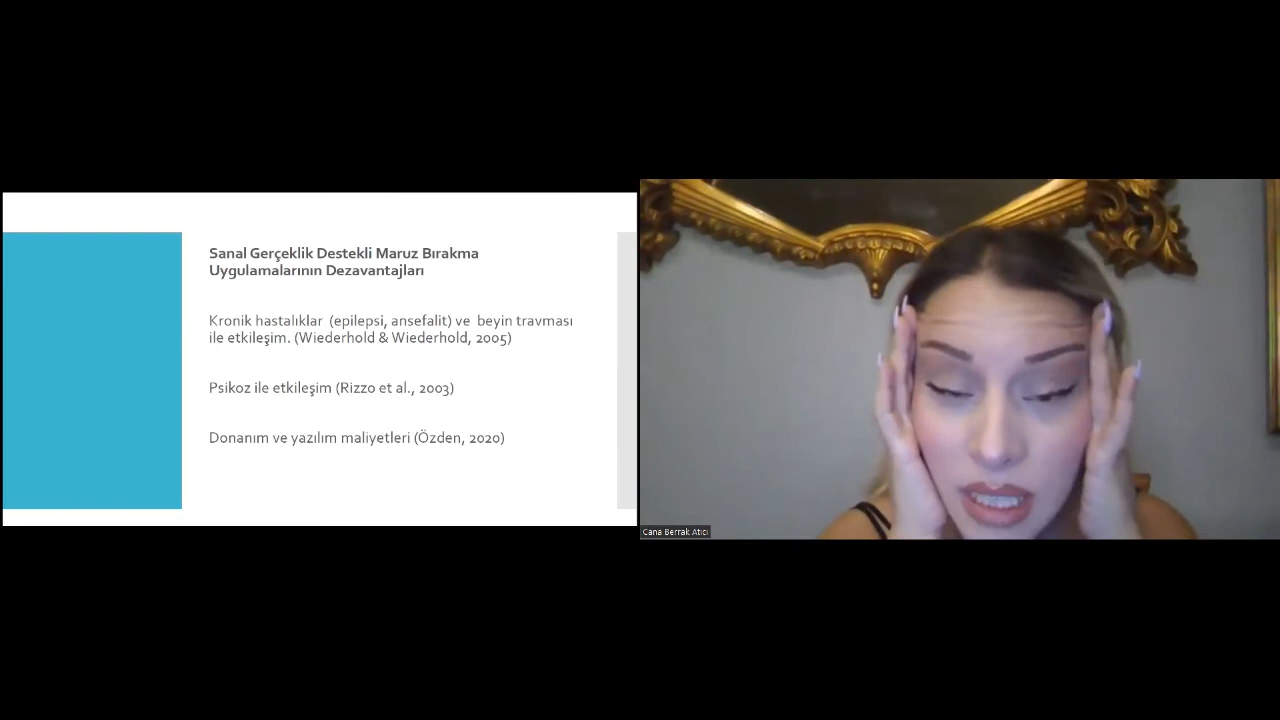 Sanal Gerçeklik Destekli Maruz Bırakma
Uygulamalarının Dezavantajları
Kronik hastalıklar (epilepsi, ansefalit) ve beyin travması
ile etkileşim. (Wiederhold & Wiederhold, 2005)
Psikoz ile etkileşim (Rizzo et al., 2003)
Donanım ve yazılım maliyetleri (Özden, 2020)
Cana Berrak Atıcı